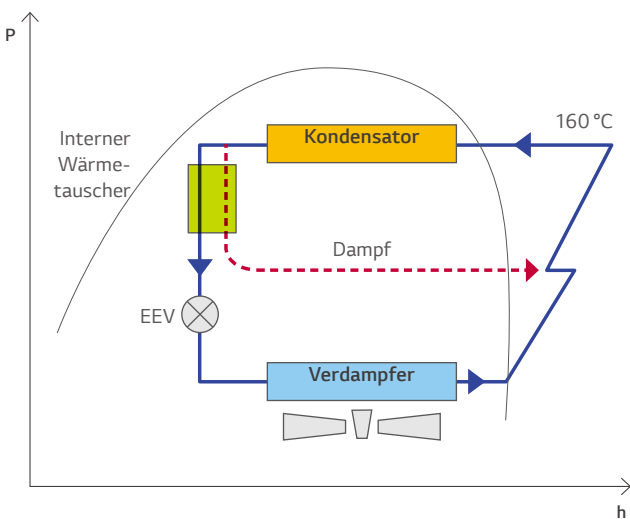 P
160 °C
Kondensator
Interner
Wärme-
tauscher
Dampf
EEV
Verdampfer
h